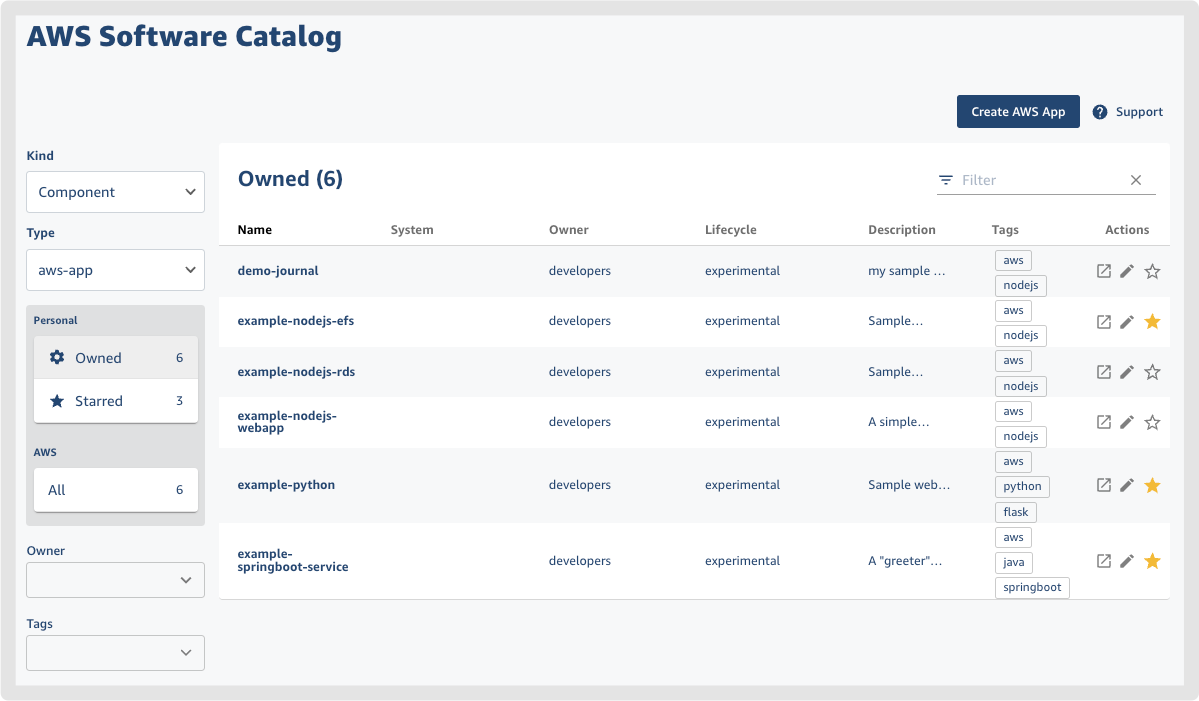 AWS Software Catalog
Create AWS App
Support
Kind
Component
Type
aws-app
Personal
Owned 6
Starred 3
AWS
All 6
Owner
Tags
Owned (6)
Filter
Name System Owner Lifecycle Description Tags Actions
demo-journal developers experimental my sample … aws
nodejs
example-nodejs-efs developers experimental Sample… aws
nodejs
example-nodejs-rds developers experimental Sample… aws
nodejs
example-nodejs-
webapp developers experimental A simple… aws
nodejs
example-python developers experimental Sample web… aws
python
flask
example-
springboot-service developers experimental A "greeter"… aws
java
springboot